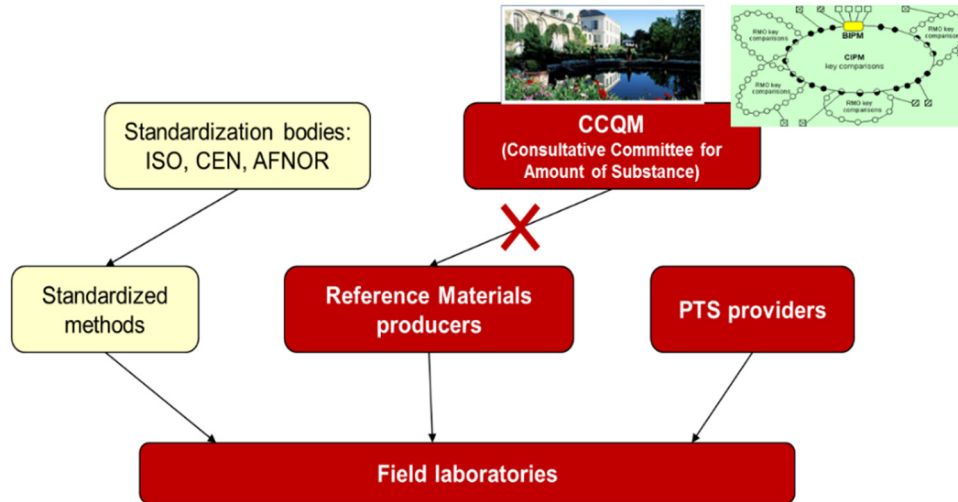 RMO key
comparisons
BIPM
RMO key
comparisons
CIPM
key comparisons
RMO key
comparisons
RMO key
comparisons
Standardization bodies:
ISO, CEN, AFNOR
CCQM
(Consultative Committee for
Amount of Substance)
Standardized
methods
Reference Materials
producers
PTS providers
Field laboratories